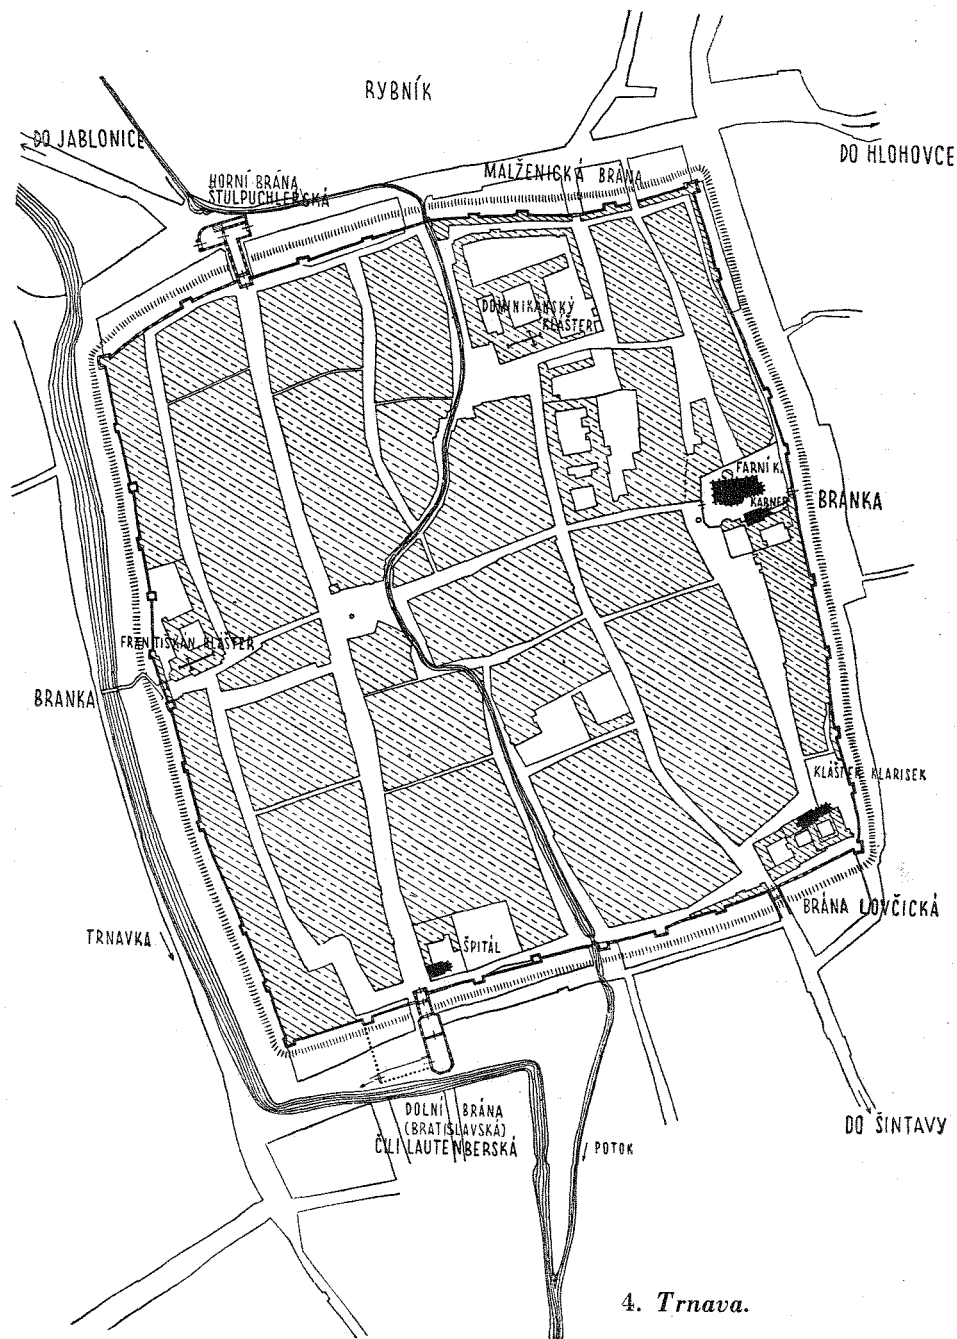 RYBNÍK
DO JABLONICE
DO HLOHOVCE
MALŽENICKÁ BRÁNA
HORNÍ BRÁNA
STULPUCHLERSKÁ
DOMINIKÁNSKÝ
KLÁŠTER
FARNÍ K.
KARNER
BRANKA
FRANTIŠKÁN. KLÁŠTER
BRANKA
KLÁŠTER KLARISEK
BRÁNA LOVČICKÁ
TRNAVKA
ŠPITÁL
DOLNÍ BRÁNA
(BRATISLAVSKÁ)
ČILI LAUTENBERSKÁ
POTOK
DO ŠINTAVY
4. Trnava.